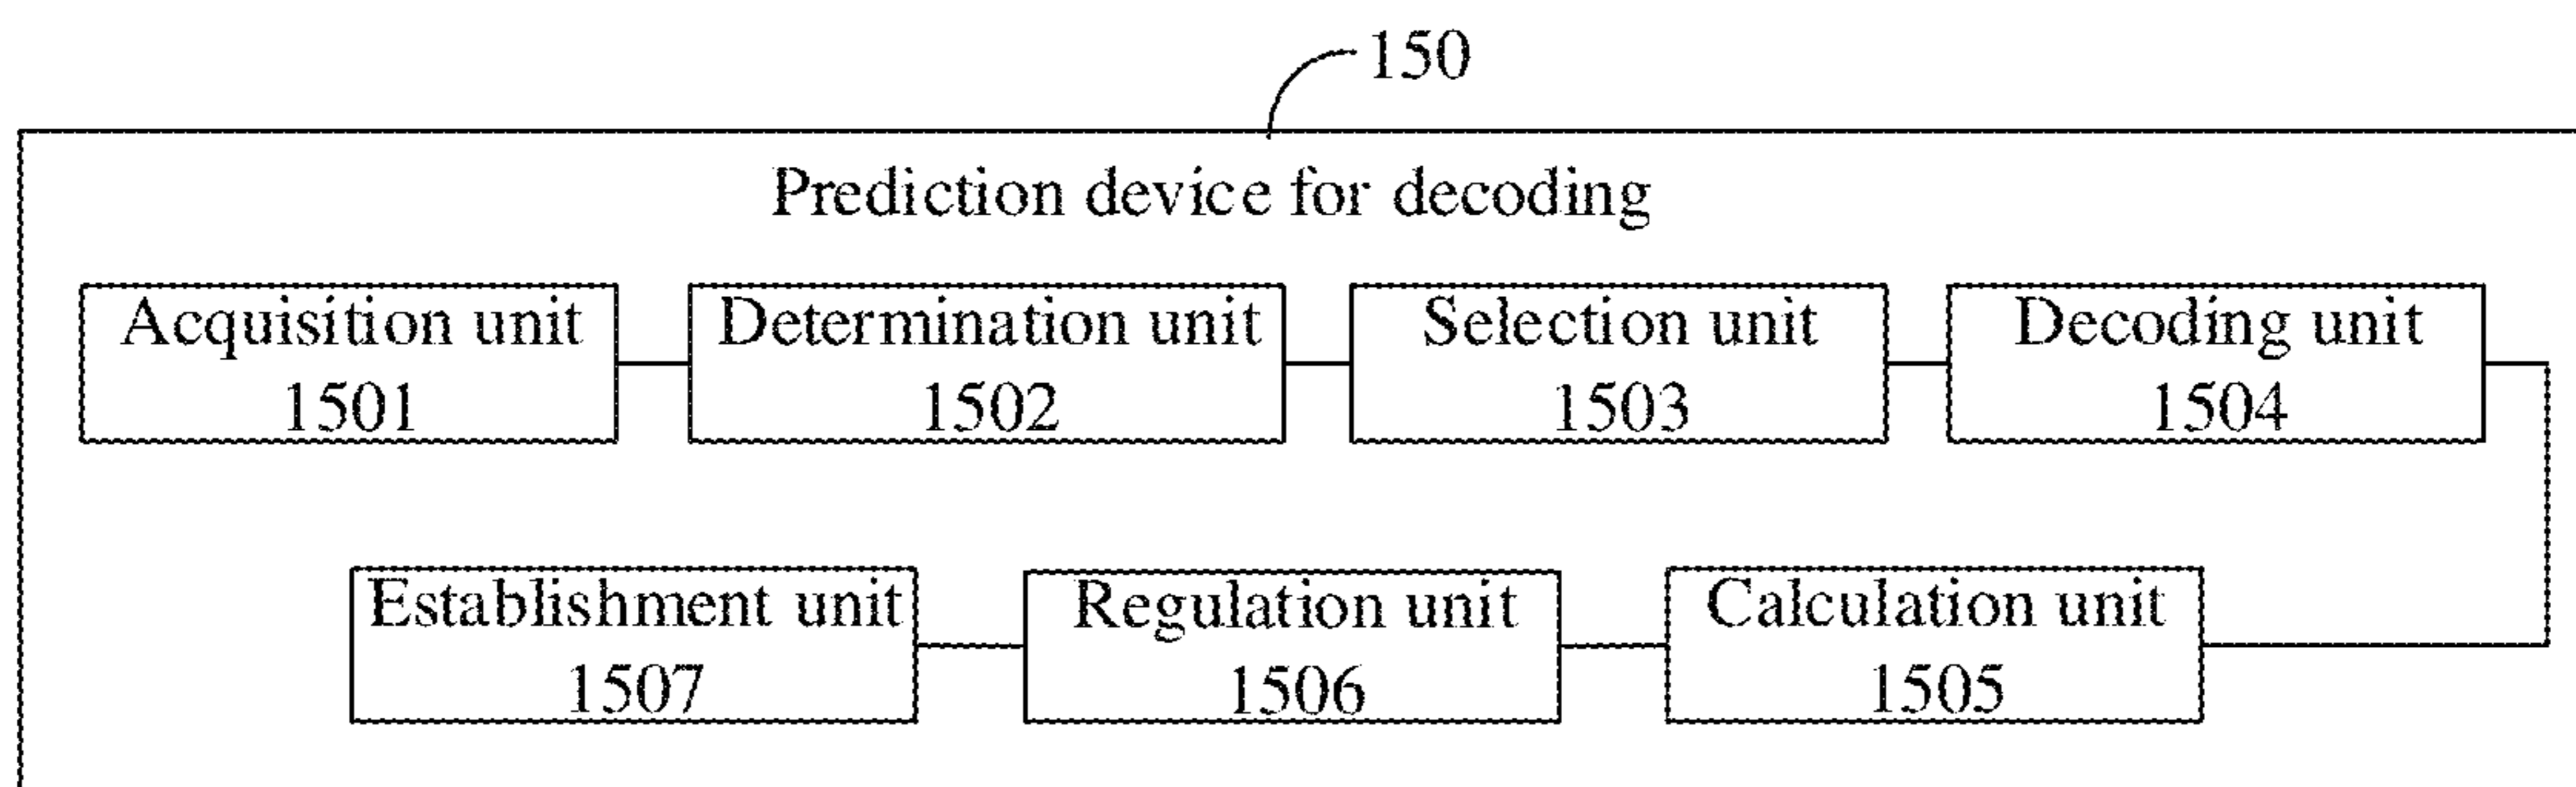 150
Prediction device for decoding
Acquisition unit
1501
Determination unit
1502
Selection unit
1503
Decoding unit
1504
Establishment unit
1507
Regulation unit
1506
Calculation unit
1505